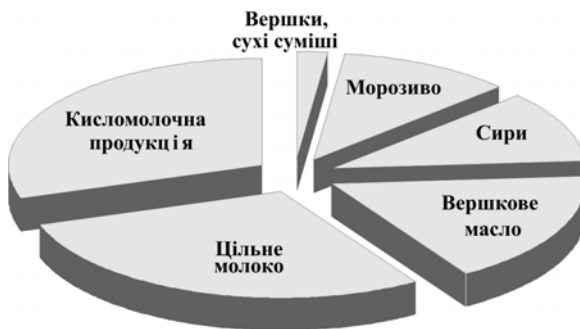 Вершки,
сухі суміші
Морозиво
Сири
Вершкове
масло
Цільне
молоко
Кисломолочна
продукція